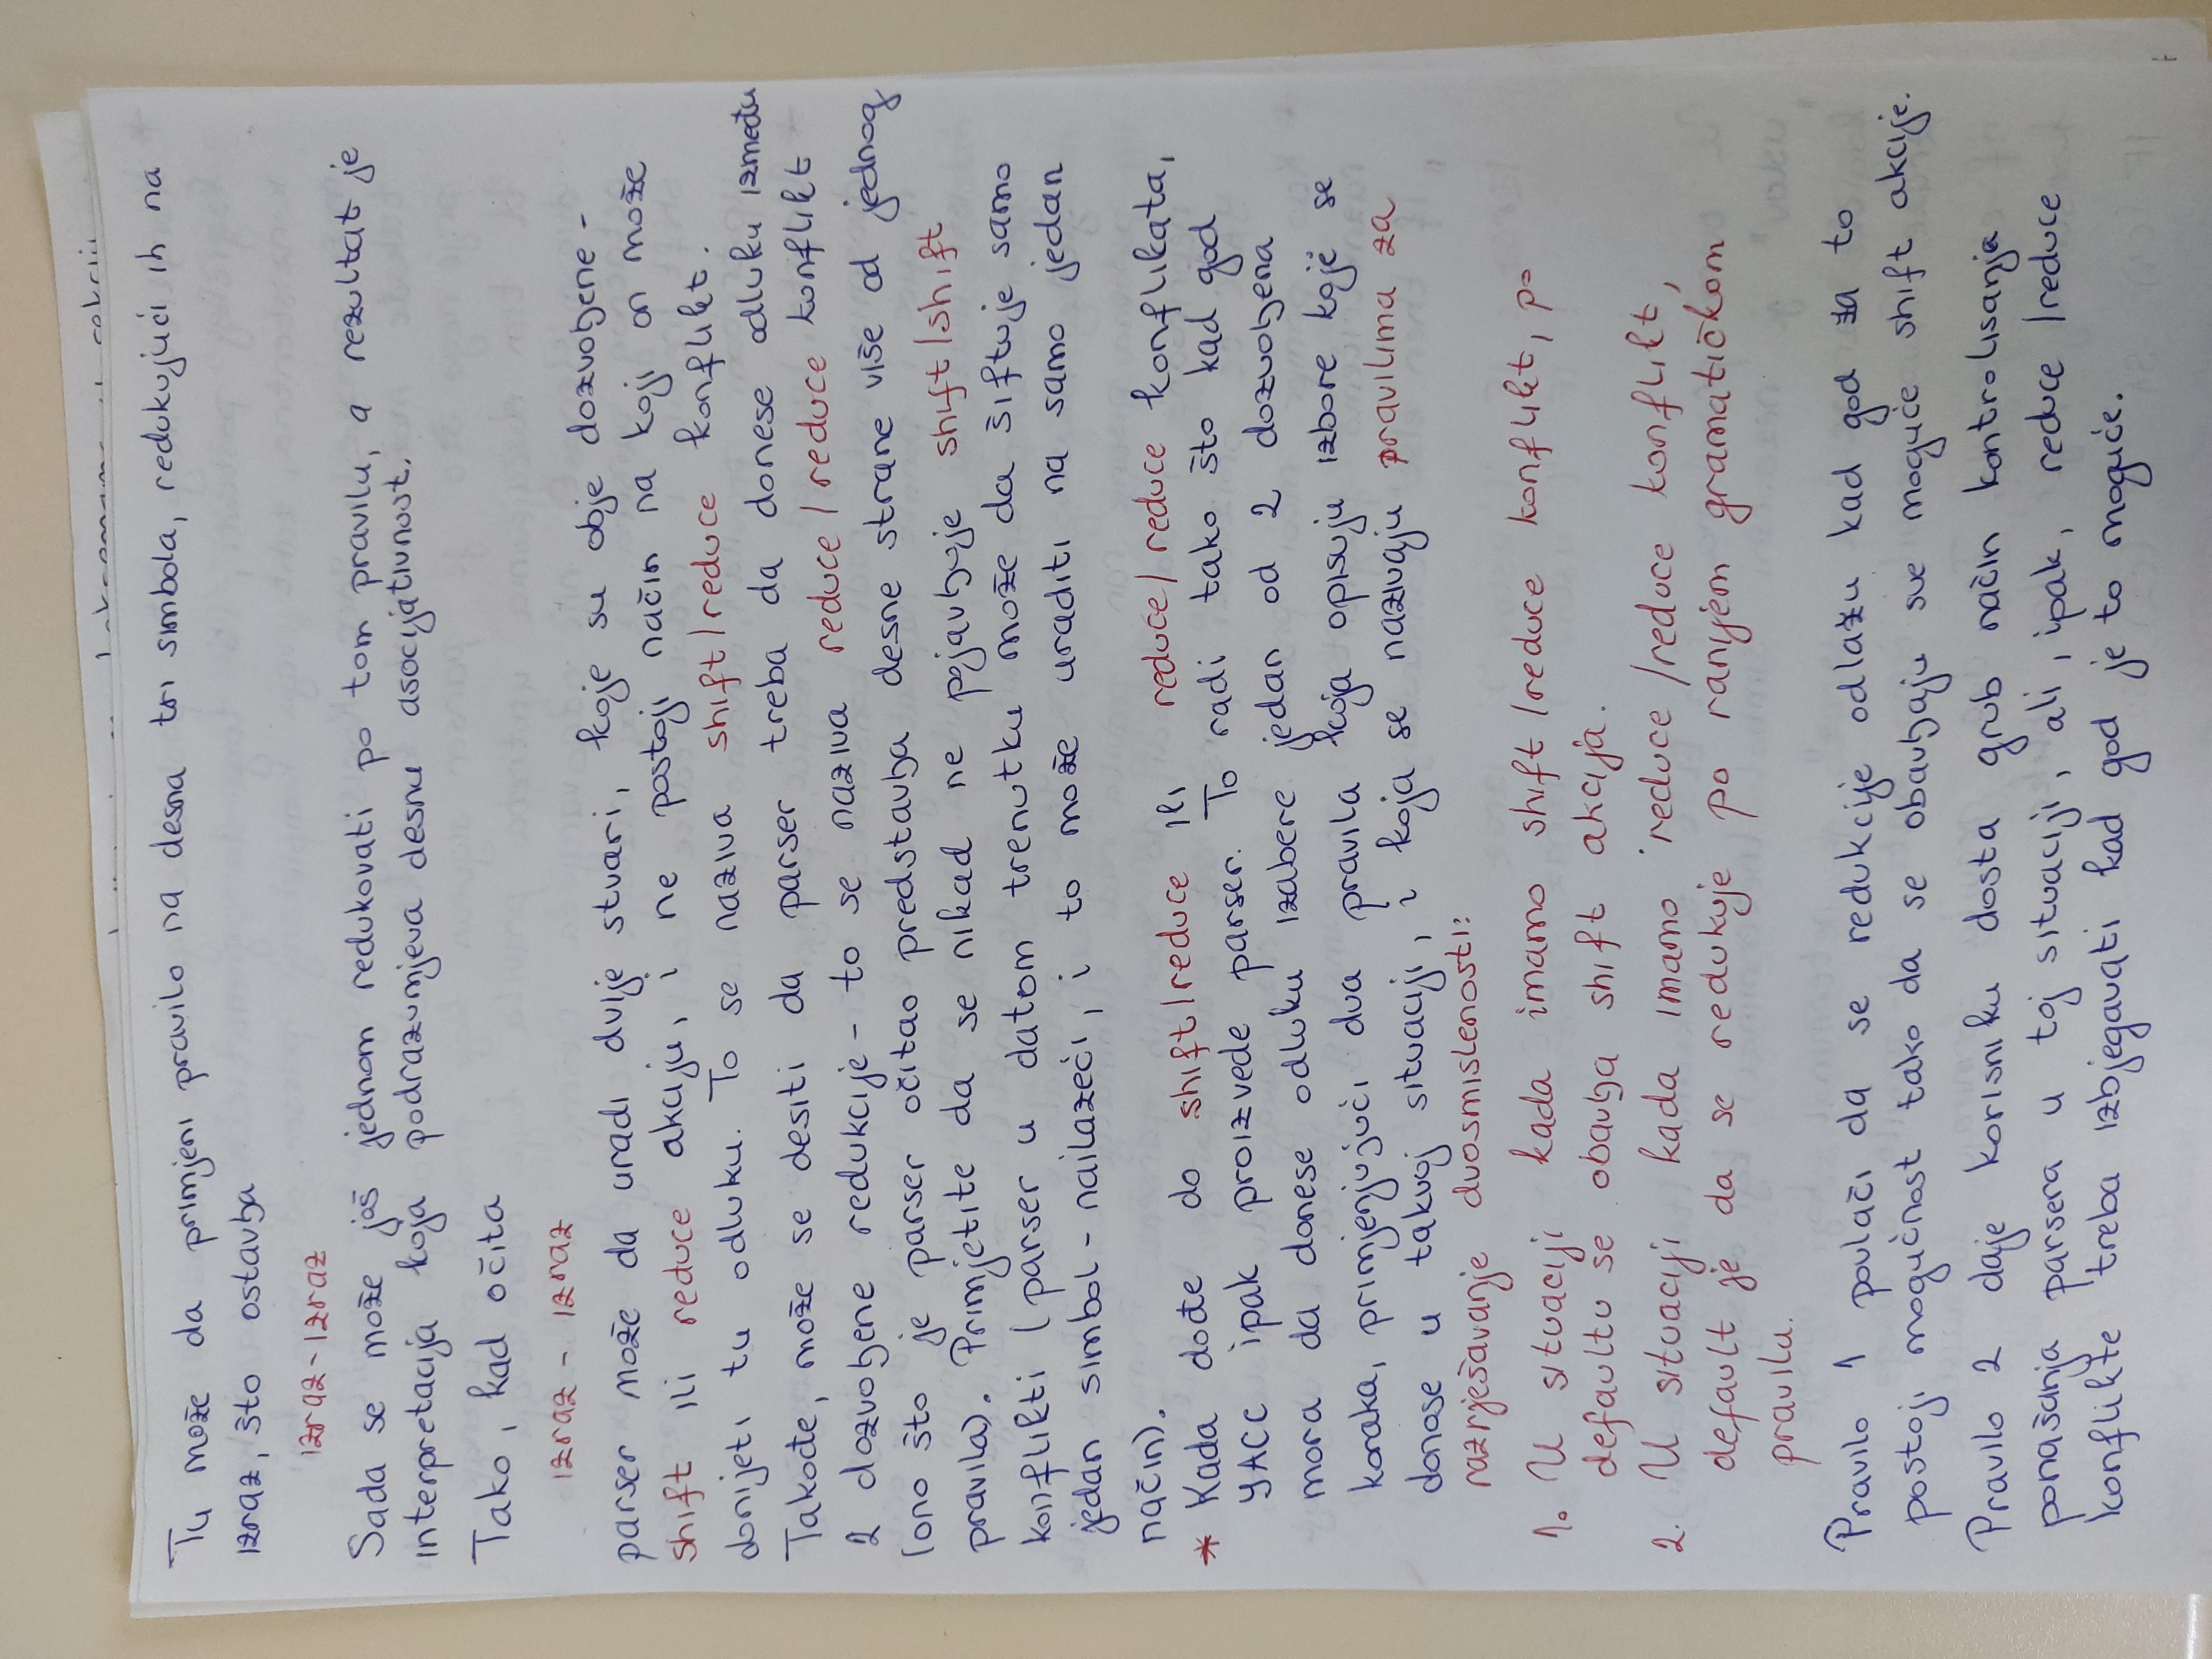 Tu može da primjeni pravilo na desna tri simbola, redukujući ih na
izraz, što ostavlja
izraz-izraz
Sada se može još jednom redukovati po tom pravilu, a rezultat je
interpretacija koja podrazumijeva desnu asocijativnost.
Tako, kad očita
izraz - izraz
parser može da uradi dvije stvari, koje su obje dozvoljene -
shift ili reduce akciju, i ne postoji način na koji on može
donijeti tu odluku. To se naziva shift/reduce konflikt.
Takođe, može se desiti da parser treba da donese odluku između
2 dozvoljene redukcije - to se naziva reduce/reduce konflikt
(ono što je parser očitao predstavlja desne strane više od jednog
pravila). Primjetite da se nikad ne pojavljuje shift/shift
konflikti (parser u datom trenutku može da šiftuje samo
jedan simbol - nailazeći, i to može uraditi na samo jedan
način).
* Kada dođe do shift/reduce ili reduce/reduce konflikata,
YACC ipak proizvede parser. To radi tako što kad god
mora da donese odluku izabere jedan od 2 dozvoljena
koraka, primjenjujući dva pravila koja opisuju izbore koje se
donose u takvoj situaciji, i koja se nazivaju pravilima za
razrješavanje dvosmislenosti:
1. U situaciji kada imamo shift/reduce konflikt, po
defaultu se obavlja shift akcija.
2. U situaciji kada imamo reduce/reduce konflikt,
default je da se redukuje po ranijem gramatičkom
pravilu.
Pravilo 1 povlači da se redukcije odlažu kad god za to
postoji mogućnost tako da se obavljaju sve moguće shift akcije.
Pravilo 2 daje korisniku dosta grub način kontrolisanja
ponašanja parsera u toj situaciji, ali, ipak, reduce/reduce
konflikte treba izbjegavati kad god je to moguće.